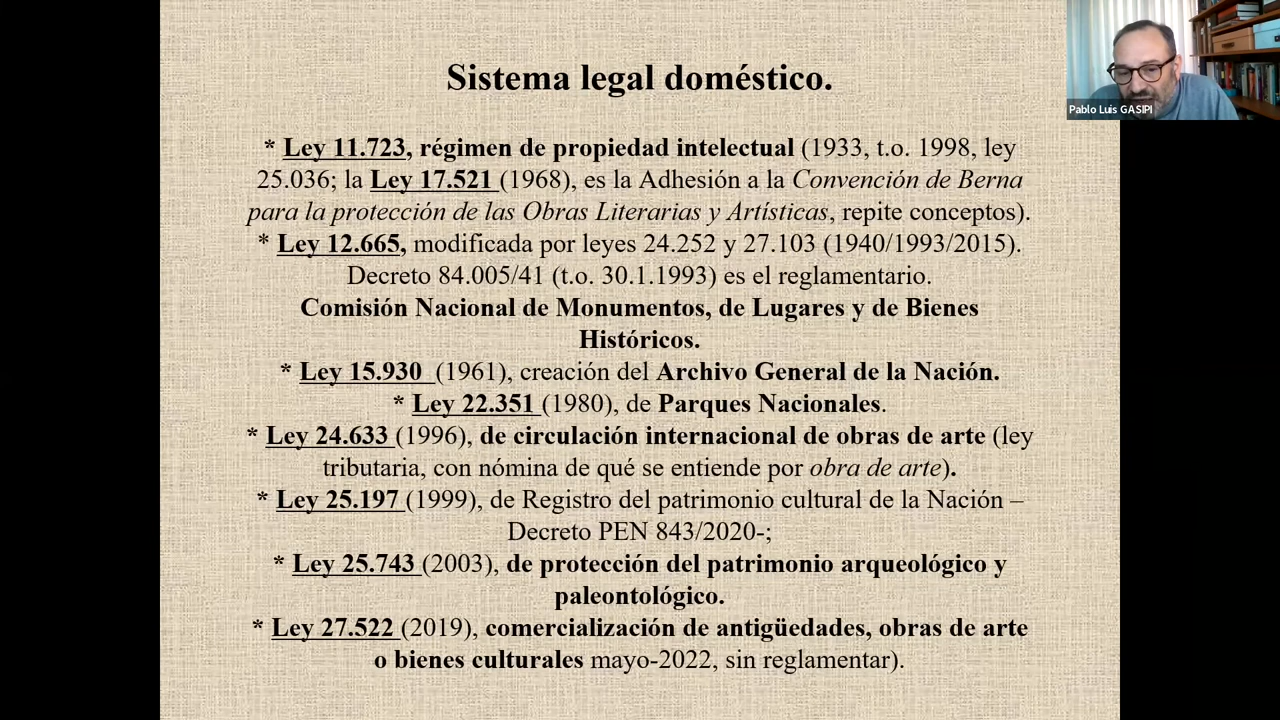 Sistema legal doméstico.
* Ley 11.723, régimen de propiedad intelectual (1933, t.o. 1998, ley
25.036; la Ley 17.521 (1968), es la Adhesión a la Convención de Berna
para la protección de las Obras Literarias y Artísticas, repite conceptos).
* Ley 12.665, modificada por leyes 24.252 y 27.103 (1940/1993/2015).
Decreto 84.005/41 (t.o. 30.1.1993) es el reglamentario.
Comisión Nacional de Monumentos, de Lugares y de Bienes
Históricos.
* Ley 15.930 (1961), creación del Archivo General de la Nación.
* Ley 22.351 (1980), de Parques Nacionales.
* Ley 24.633 (1996), de circulación internacional de obras de arte (ley
tributaria, con nómina de qué se entiende por obra de arte).
* Ley 25.197 (1999), de Registro del patrimonio cultural de la Nación –
Decreto PEN 843/2020-;
* Ley 25.743 (2003), de protección del patrimonio arqueológico y
paleontológico.
* Ley 27.522 (2019), comercialización de antigüedades, obras de arte
o bienes culturales mayo-2022, sin reglamentar).
Pablo Luis GASIPI